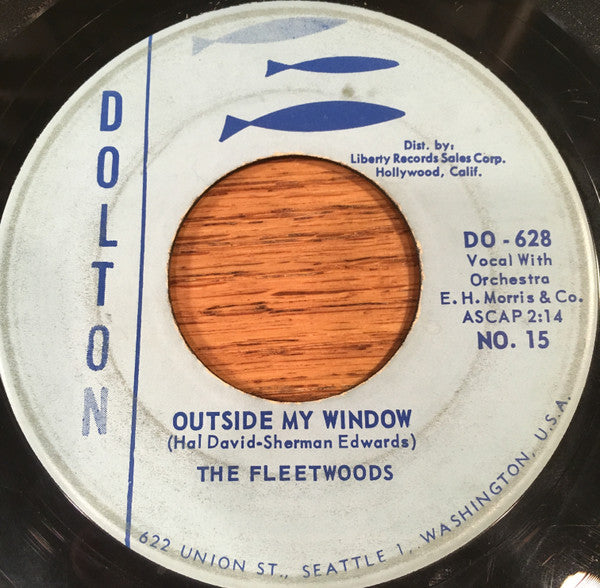 DOLTON
Dist. by:
Liberty Records Sales Corp.
Hollywood, Calif.
DO - 628
Vocal With
Orchestra
E. H. Morris & Co.
ASCAP 2:14
NO. 15
OUTSIDE MY WINDOW
(Hal David-Sherman Edwards)
THE FLEETWOODS
622 UNION ST., SEATTLE 1, WASHINGTON, U.S.A.